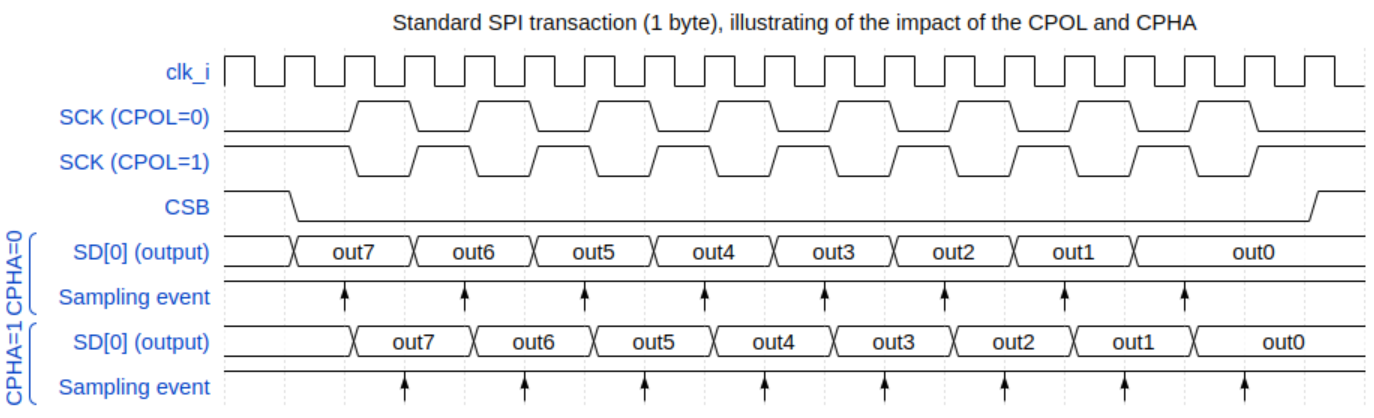 Standard SPI transaction (1 byte), illustrating of the impact of the CPOL and CPHA
clk_i
SCK (CPOL=0)
SCK (CPOL=1)
CSB
CPHA=0
SD[0] (output) out7 out6 out5 out4 out3 out2 out1 out0
Sampling event
CPHA=1
SD[0] (output) out7 out6 out5 out4 out3 out2 out1 out0
Sampling event